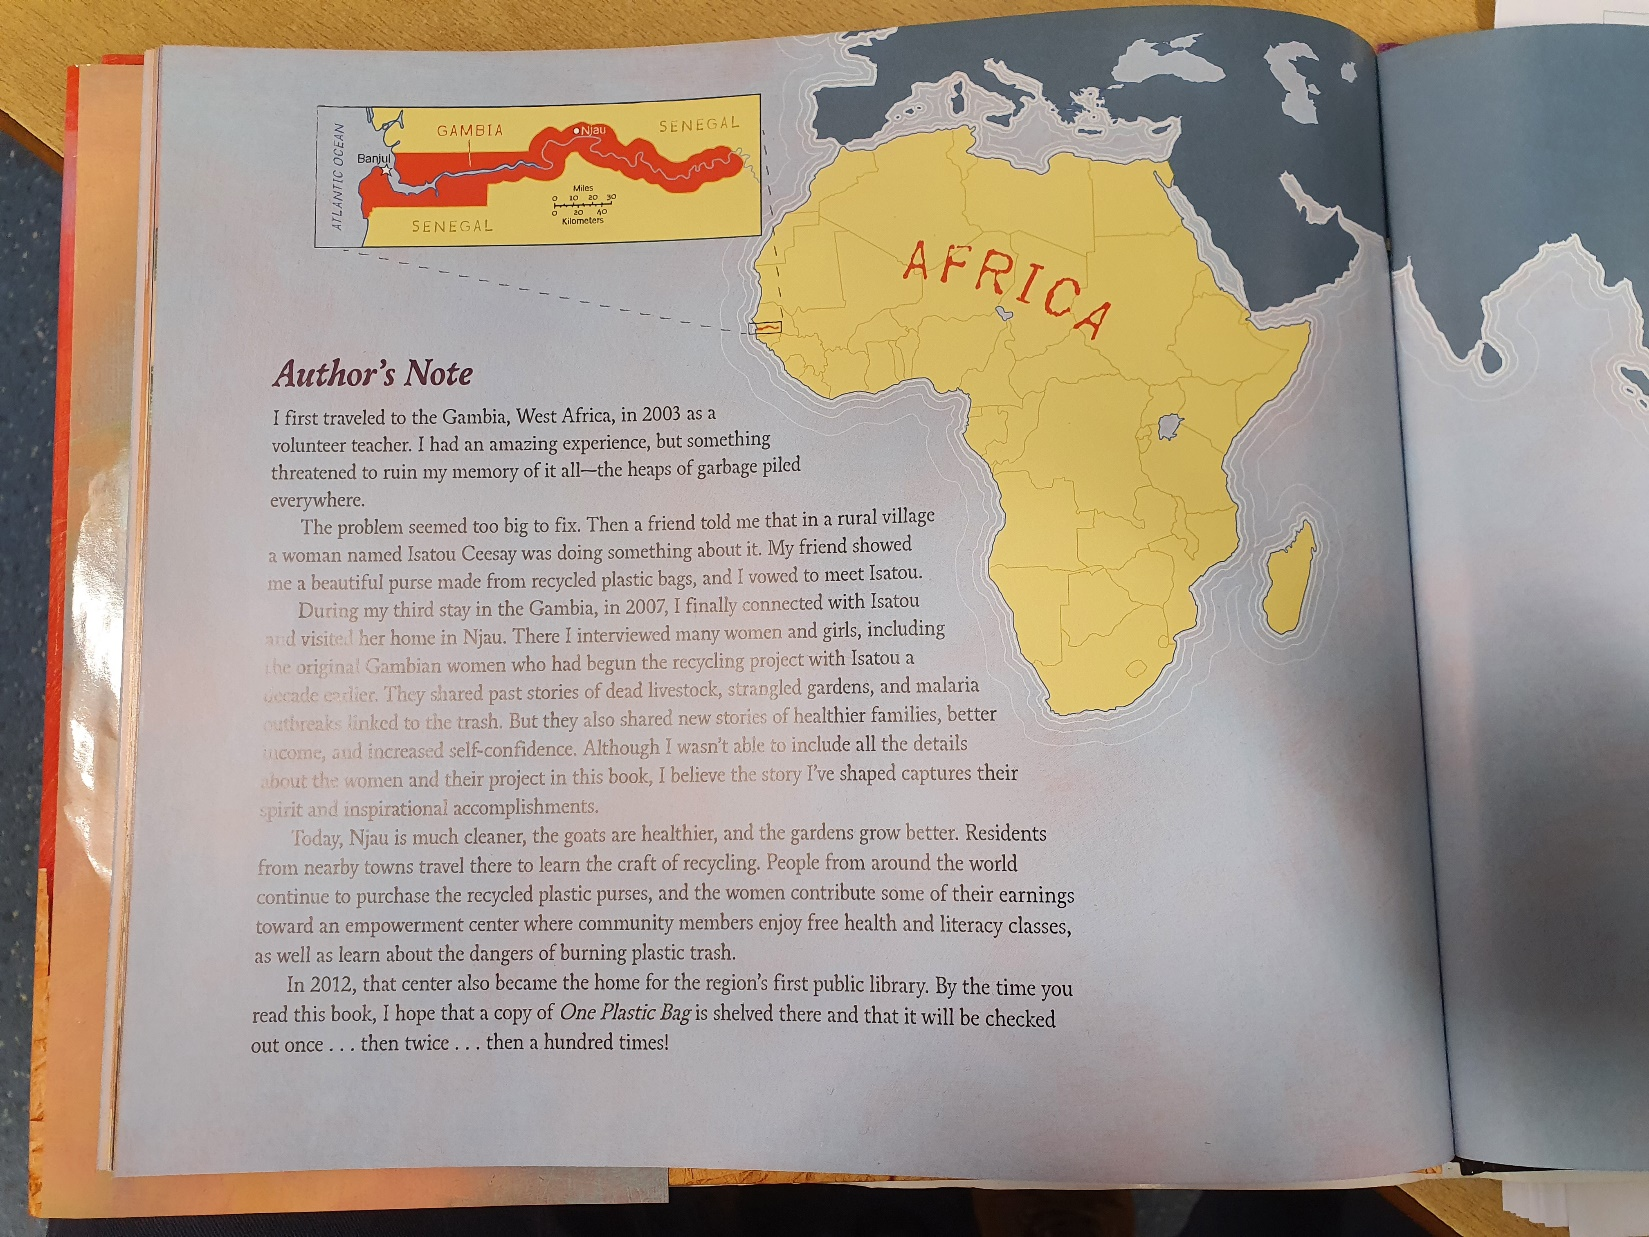 ATLANTIC OCEAN
GAMBIA
Njau
SENEGAL
Banjul
Miles
0 10 20 30
0 20 40
Kilometers
SENEGAL
AFRICA
Author's Note
I first traveled to the Gambia, West Africa, in 2003 as a
volunteer teacher. I had an amazing experience, but something
threatened to ruin my memory of it all—the heaps of garbage piled
everywhere.
The problem seemed too big to fix. Then a friend told me that in a rural village
a woman named Isatou Ceesay was doing something about it. My friend showed
me a beautiful purse made from recycled plastic bags, and I vowed to meet Isatou.
During my third stay in the Gambia, in 2007, I finally connected with Isatou
and visited her home in Njau. There I interviewed many women and girls, including
the original Gambian women who had begun the recycling project with Isatou a
decade earlier. They shared past stories of dead livestock, strangled gardens, and malaria
outbreaks linked to the trash. But they also shared new stories of healthier families, better
income, and increased self-confidence. Although I wasn't able to include all the details
about the women and their project in this book, I believe the story I've shaped captures their
spirit and inspirational accomplishments.
Today, Njau is much cleaner, the goats are healthier, and the gardens grow better. Residents
from nearby towns travel there to learn the craft of recycling. People from around the world
continue to purchase the recycled plastic purses, and the women contribute some of their earnings
toward an empowerment center where community members enjoy free health and literacy classes,
as well as learn about the dangers of burning plastic trash.
In 2012, that center also became the home for the region's first public library. By the time you
read this book, I hope that a copy of One Plastic Bag is shelved there and that it will be checked
out once . . . then twice . . . then a hundred times!